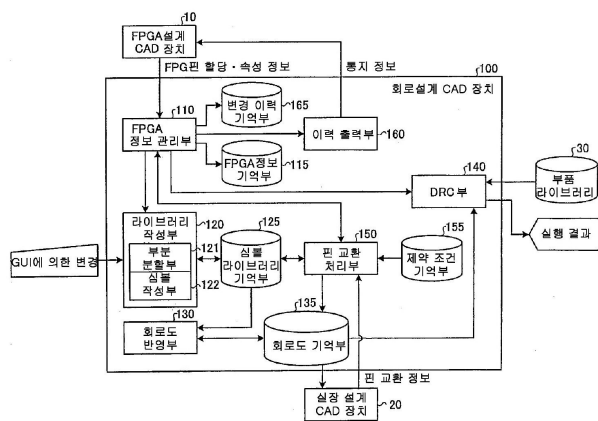 10
FPGA설계
CAD 장치
FPG핀 할당·속성 정보
통지 정보
100
회로설계 CAD 장치
110
FPGA
정보 관리부
변경 이력
기억부
165
이력 출력부
160
FPGA정보
기억부
115
140
DRC부
30
부품
라이브러리
실행 결과
라이브러리
작성부
120
부분
분할부
121
심볼
작성부
122
GUI에 의한 변경
125
심볼
라이브러리
기억부
150
핀 교환
처리부
155
제약 조건
기억부
130
회로도
반영부
135
회로도 기억부
핀 교환 정보
실장 설계
CAD 장치
20